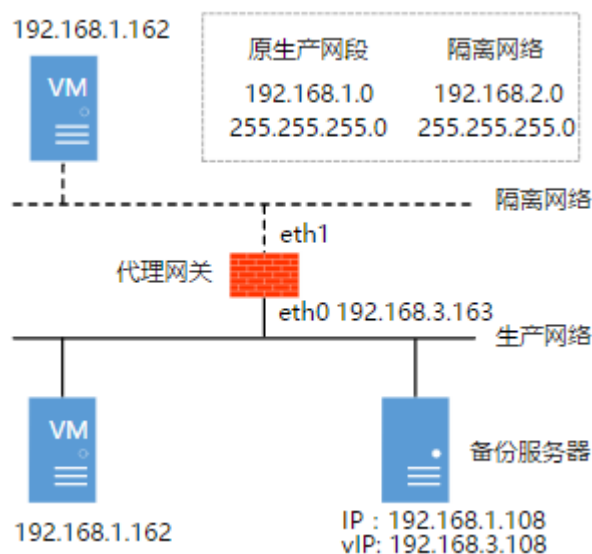 192.168.1.162
VM
原生产网段 隔离网络
192.168.1.0 192.168.2.0
255.255.255.0 255.255.255.0
隔离网络
eth1
代理网关
eth0 192.168.3.163
生产网络
VM
备份服务器
192.168.1.162
IP：192.168.1.108
vIP: 192.168.3.108